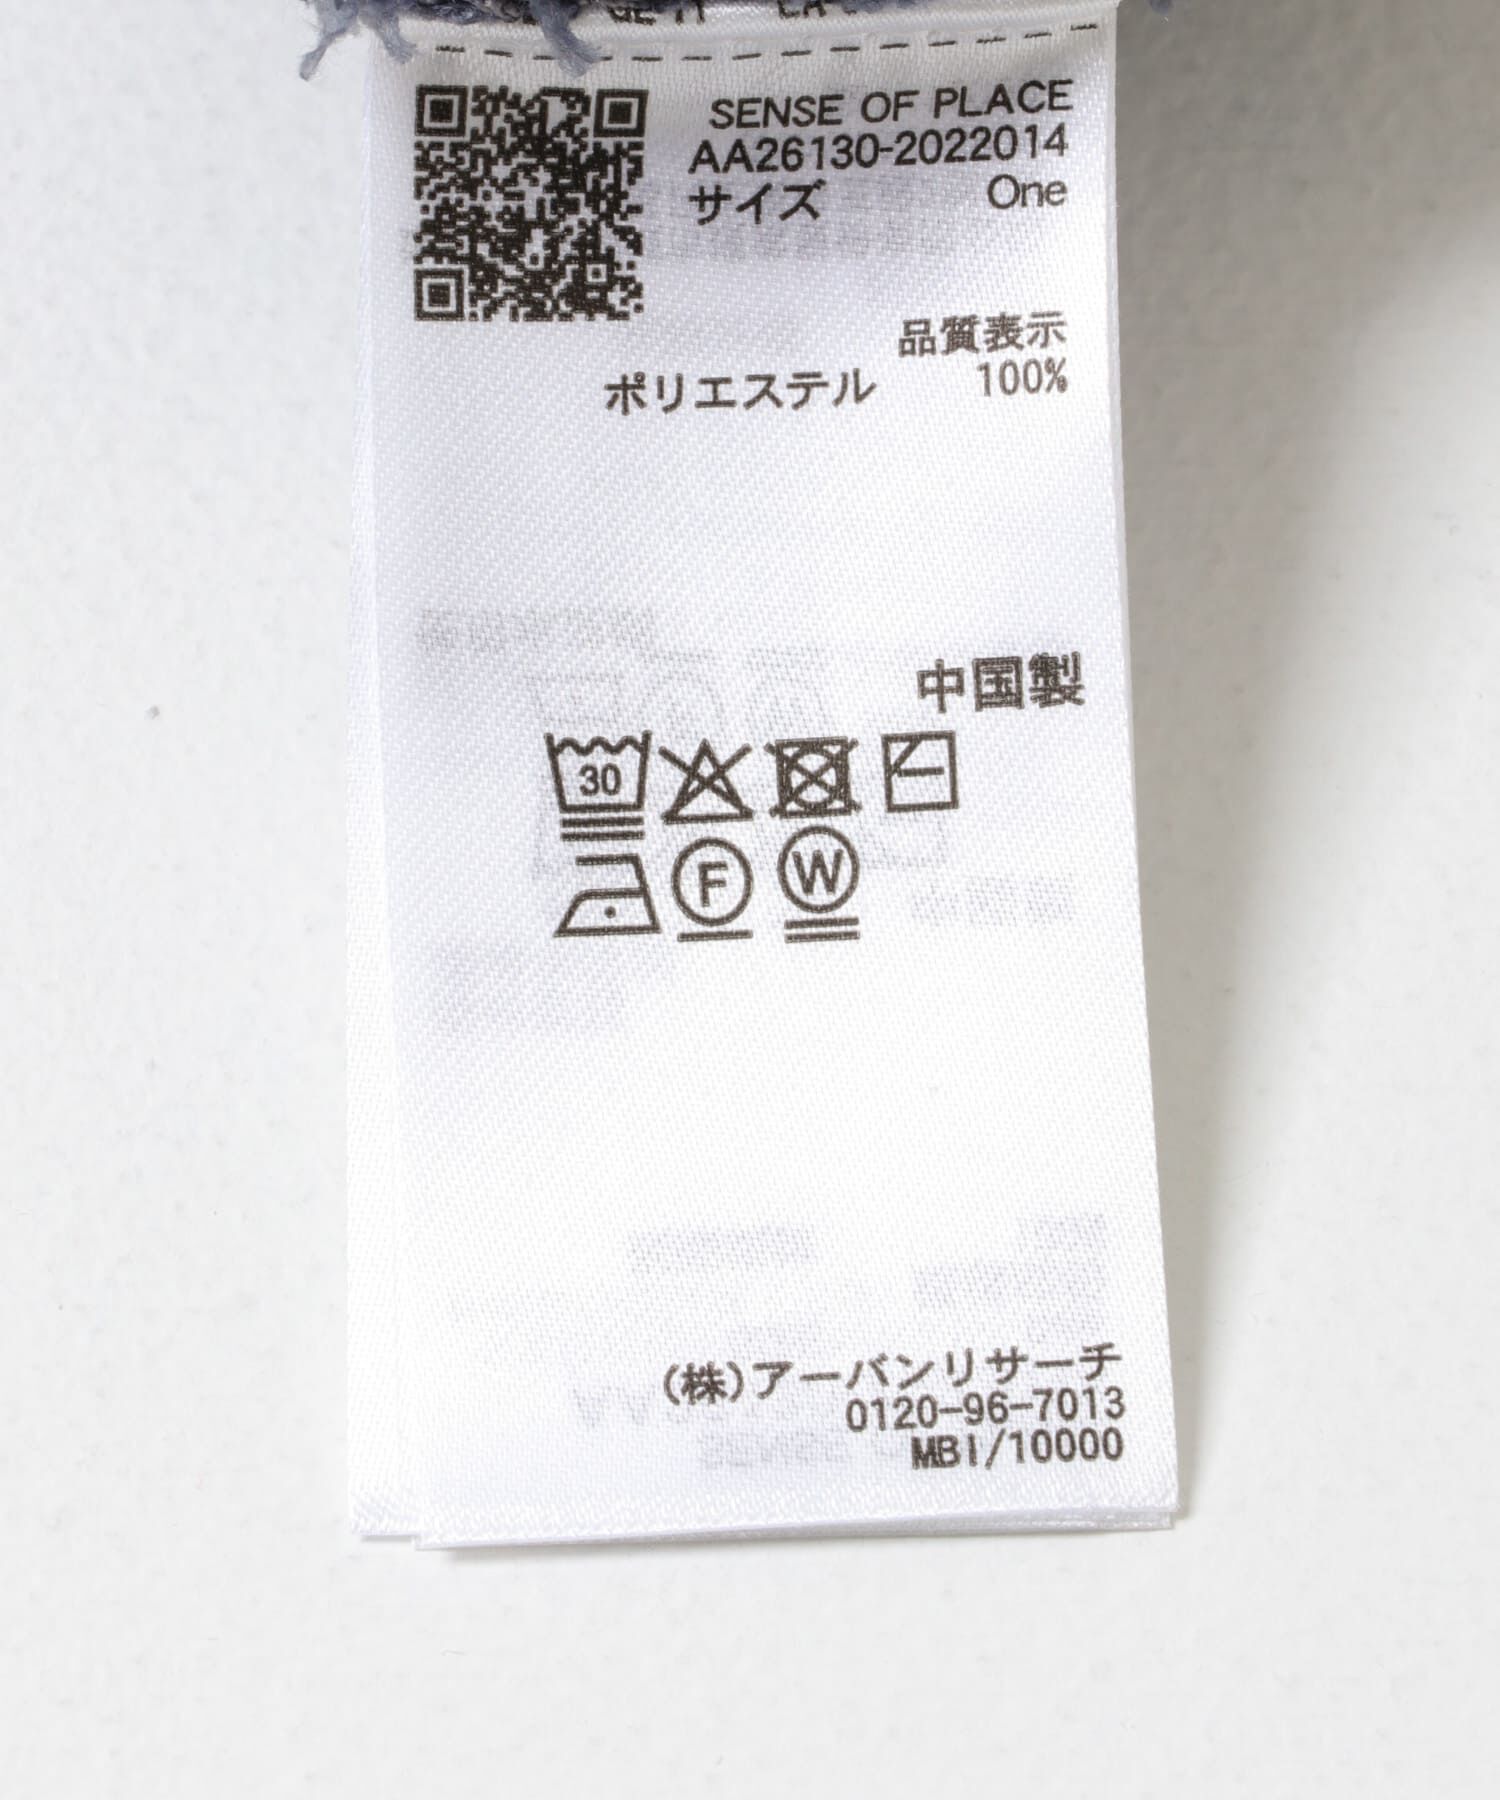 SENSE OF PLACE
AA26130-2022014
サイズ One
品質表示
ポリエステル 100%
中国製
30
F W
(株)アーバンリサーチ
0120-96-7013
MBI/10000